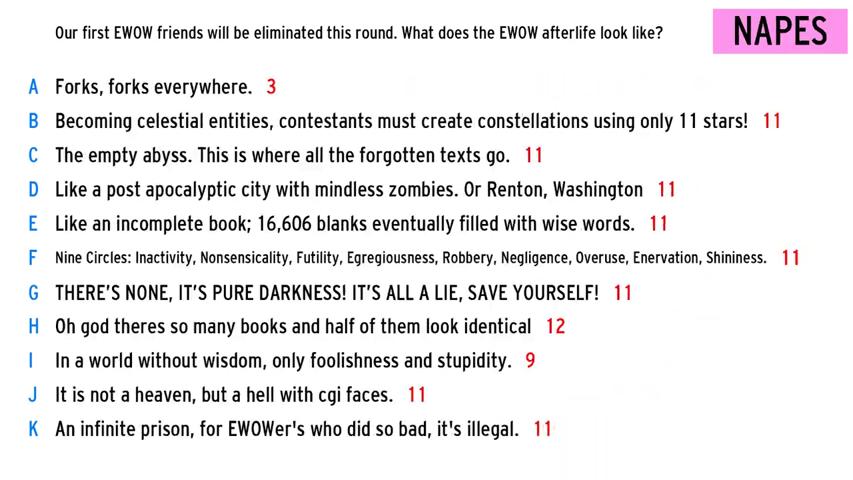 Our first EWOW friends will be eliminated this round. What does the EWOW afterlife look like?
NAPES
A Forks, forks everywhere. 3
B Becoming celestial entities, contestants must create constellations using only 11 stars! 11
C The empty abyss. This is where all the forgotten texts go. 11
D Like a post apocalyptic city with mindless zombies. Or Renton, Washington 11
E Like an incomplete book; 16,606 blanks eventually filled with wise words. 11
F Nine Circles: Inactivity, Nonsensicality, Futility, Egregiousness, Robbery, Negligence, Overuse, Enervation, Shininess. 11
G THERE'S NONE, IT'S PURE DARKNESS! IT'S ALL A LIE, SAVE YOURSELF! 11
H Oh god theres so many books and half of them look identical 12
I In a world without wisdom, only foolishness and stupidity. 9
J It is not a heaven, but a hell with cgi faces. 11
K An infinite prison, for EWOWer's who did so bad, it's illegal. 11